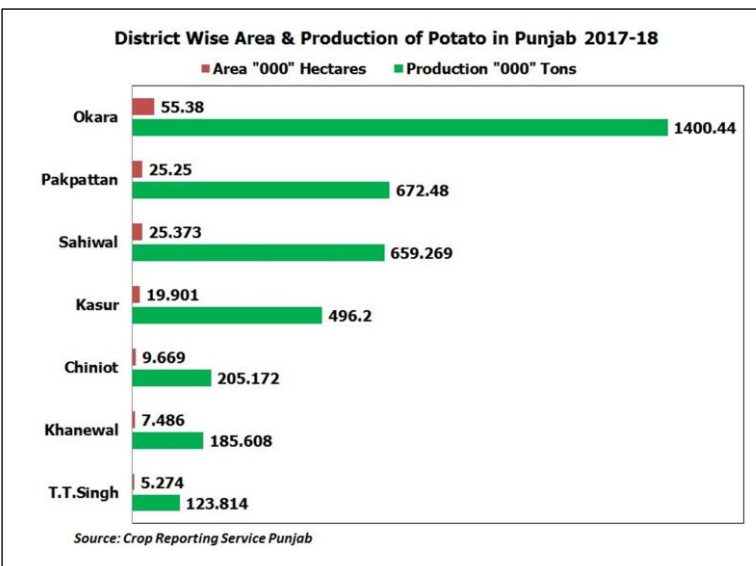 District Wise Area & Production of Potato in Punjab 2017-18
Area "000" Hectares Production "000" Tons
Okara
55.38
1400.44
Pakpattan
25.25
672.48
Sahiwal
25.373
659.269
Kasur
19.901
496.2
Chiniot
9.669
205.172
Khanewal
7.486
185.608
T.T.Singh
5.274
123.814
Source: Crop Reporting Service Punjab